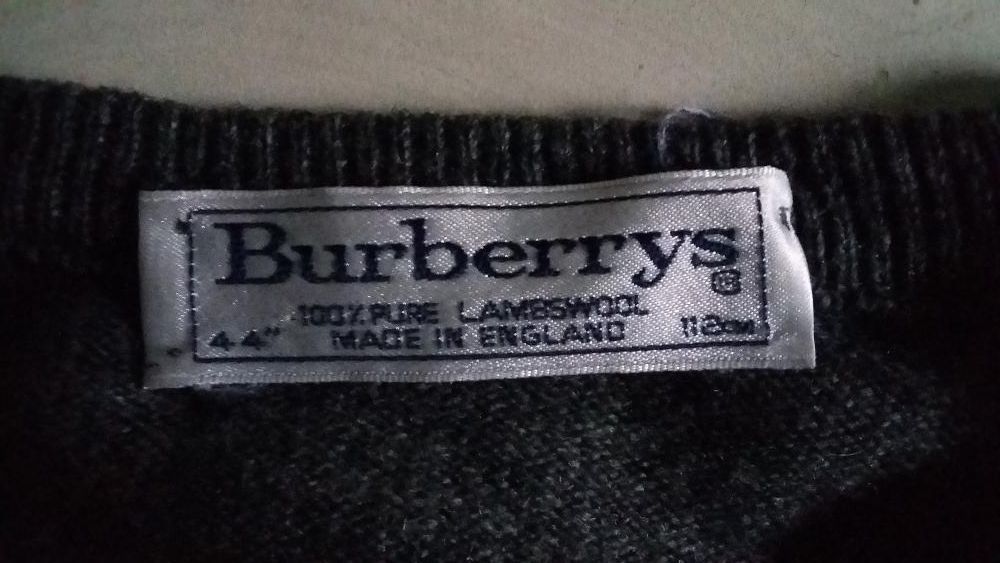 Burberrys®
100% PURE LAMBSWOOL
44" MADE IN ENGLAND 112cm